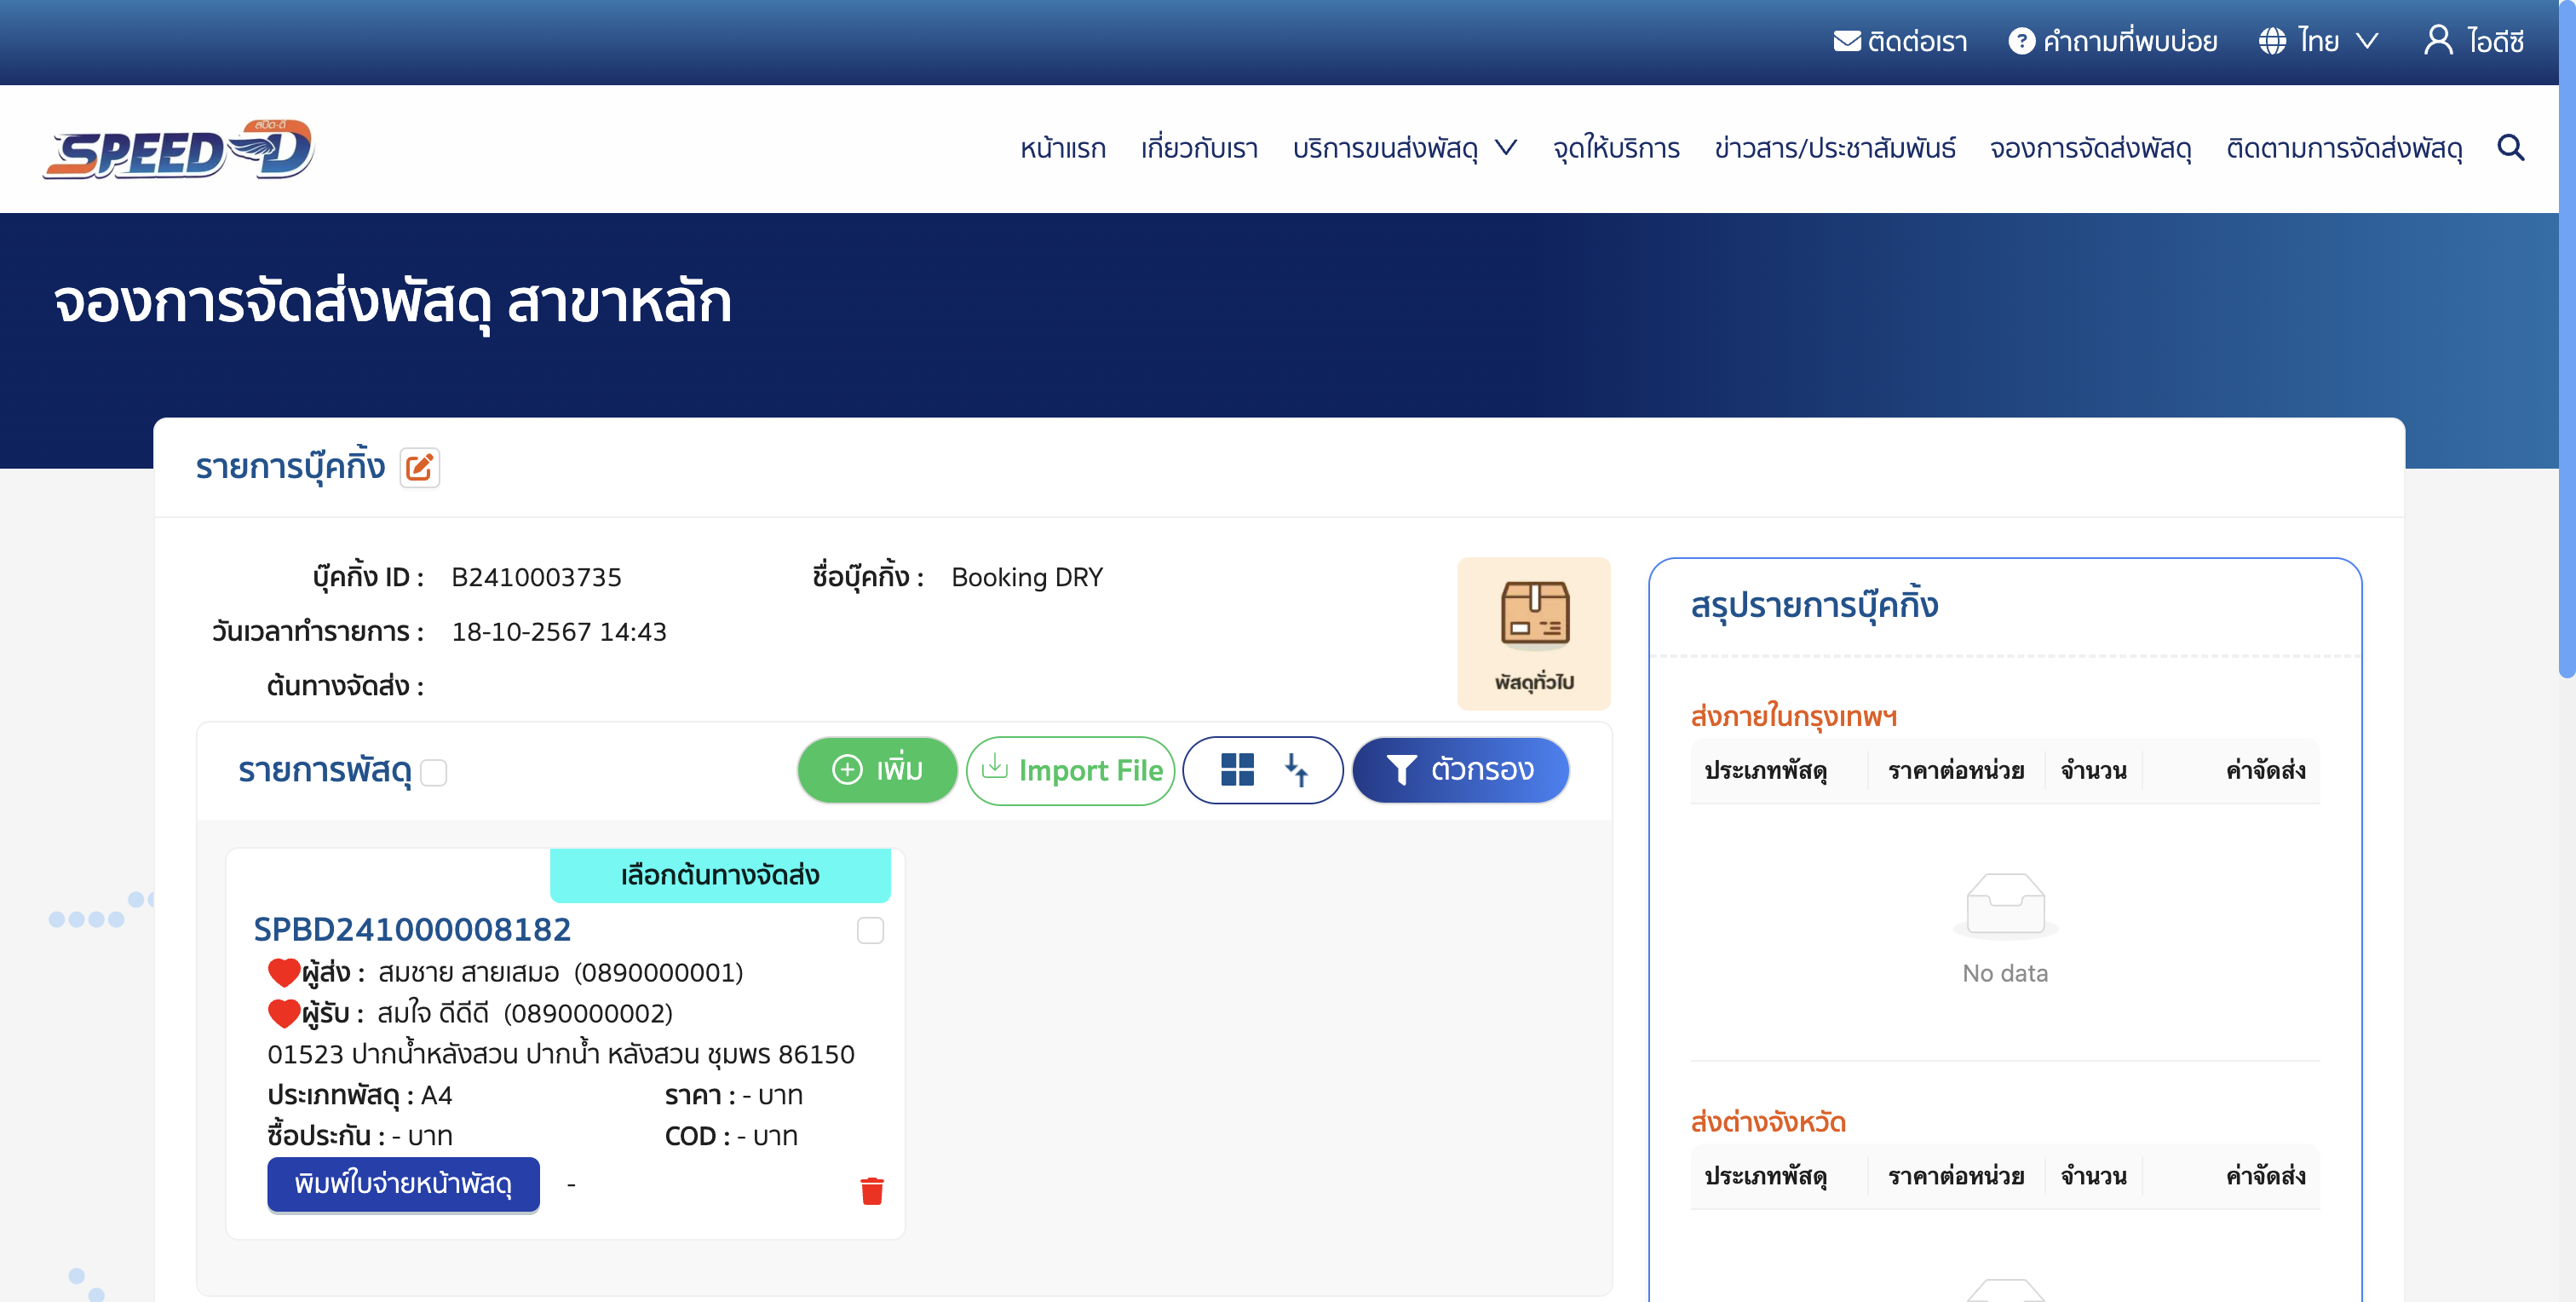 ติดต่อเรา คำถามที่พบบ่อย ไทย ไอดีซี
สปีด-ดี
SPEED-D
หน้าแรก เกี่ยวกับเรา บริการขนส่งพัสดุ จุดให้บริการ ข่าวสาร/ประชาสัมพันธ์ จองการจัดส่งพัสดุ ติดตามการจัดส่งพัสดุ
จองการจัดส่งพัสดุ สาขาหลัก
รายการบุ๊คกิ้ง
บุ๊คกิ้ง ID : B2410003735 ชื่อบุ๊คกิ้ง : Booking DRY
วันเวลาทำรายการ : 18-10-2567 14:43
ต้นทางจัดส่ง :
พัสดุทั่วไป
รายการพัสดุ เพิ่ม Import File ตัวกรอง
เลือกต้นทางจัดส่ง
SPBD241000008182
ผู้ส่ง : สมชาย สายเสมอ (0890000001)
ผู้รับ : สมใจ ดีดีดี (0890000002)
01523 ปากน้ำหลังสวน ปากน้ำ หลังสวน ชุมพร 86150
ประเภทพัสดุ : A4 ราคา : - บาท
ซื้อประกัน : - บาท COD : - บาท
พิมพ์ใบจ่ายหน้าพัสดุ -
สรุปรายการบุ๊คกิ้ง
ส่งภายในกรุงเทพฯ
ประเภทพัสดุ ราคาต่อหน่วย จำนวน ค่าจัดส่ง
No data
ส่งต่างจังหวัด
ประเภทพัสดุ ราคาต่อหน่วย จำนวน ค่าจัดส่ง